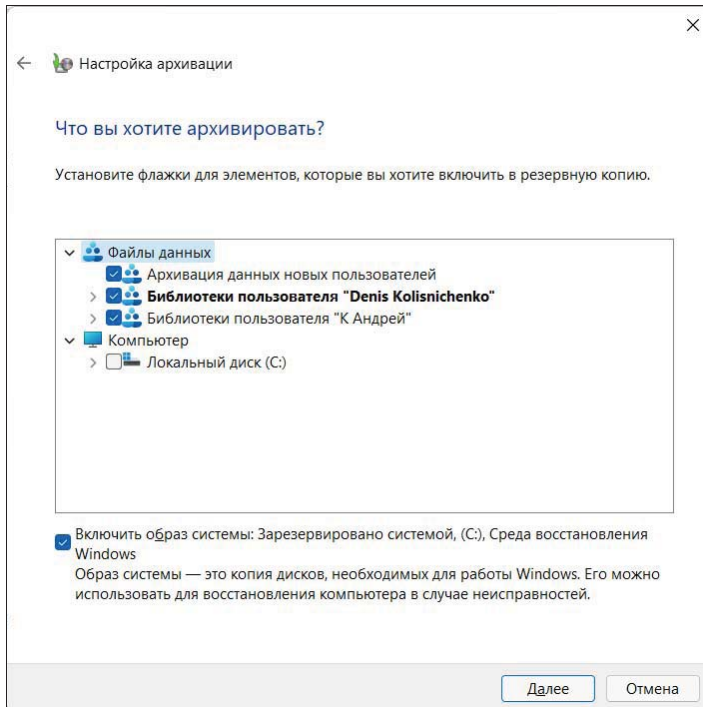 Настройка архивации
Что вы хотите архивировать?
Установите флажки для элементов, которые вы хотите включить в резервную копию.
Файлы данных
Архивация данных новых пользователей
Библиотеки пользователя "Denis Kolisnichenko"
Библиотеки пользователя "К Андрей"
Компьютер
Локальный диск (C:)
Включить образ системы: Зарезервировано системой, (C:), Среда восстановления
Windows
Образ системы — это копия дисков, необходимых для работы Windows. Его можно
использовать для восстановления компьютера в случае неисправностей.
Далее
Отмена